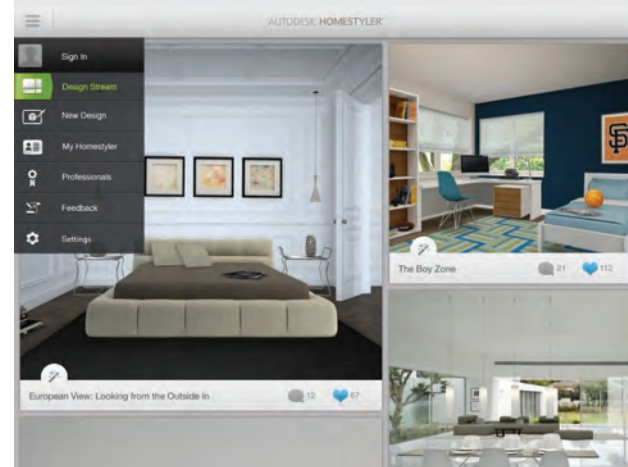 AUTODESK HOMESTYLER
Sign In
Design Stream
New Design
My Homestyler
Professionals
Feedback
Settings
SF
The Boy Zone
21
112
European View: Looking from the Outside In
12
67